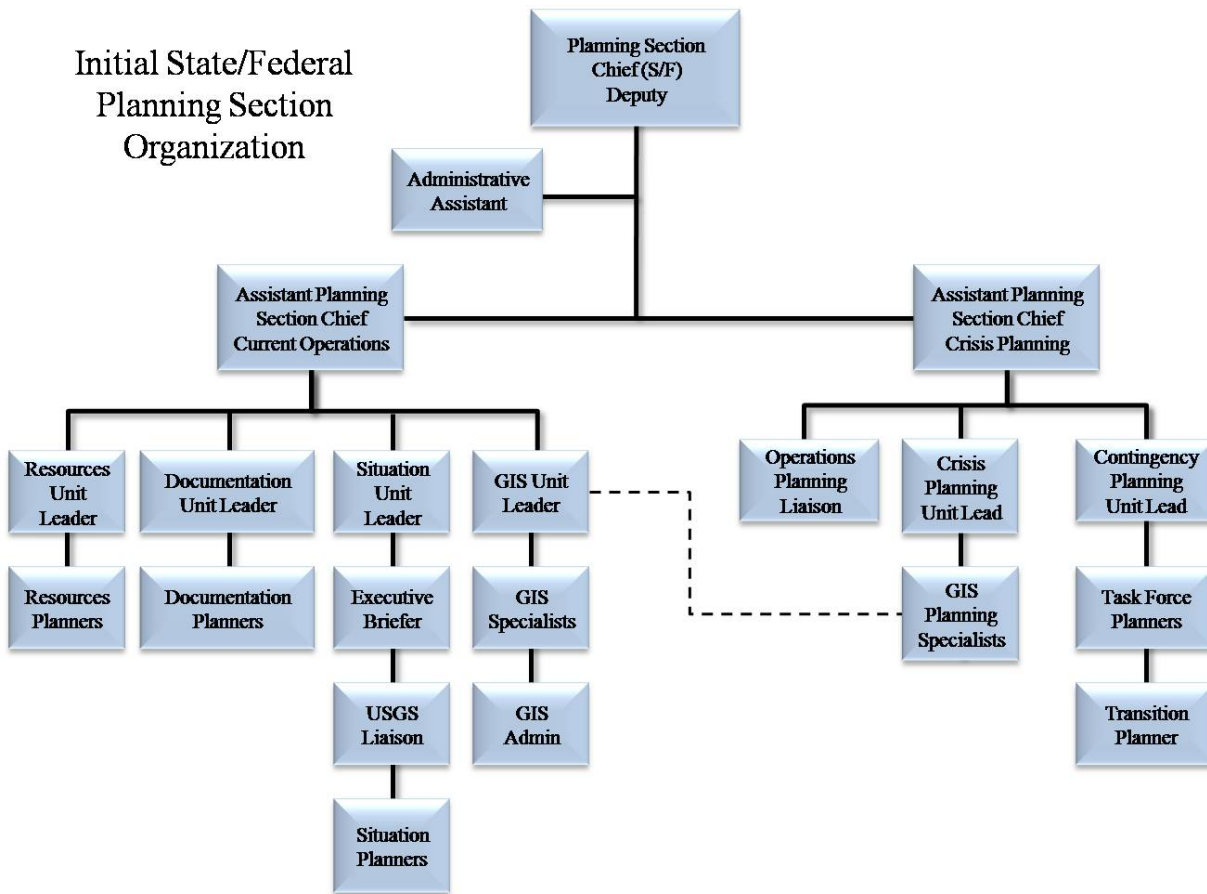 Initial State/Federal
Planning Section
Organization
Planning Section
Chief (S/F)
Deputy
Administrative
Assistant
Assistant Planning
Section Chief
Current Operations
Assistant Planning
Section Chief
Crisis Planning
Resources
Unit
Leader
Documentation
Unit Leader
Situation
Unit
Leader
GIS Unit
Leader
Operations
Planning
Liaison
Crisis
Planning
Unit Lead
Contingency
Planning
Unit Lead
Resources
Planners
Documentation
Planners
Executive
Briefer
GIS
Specialists
GIS
Planning
Specialists
Task Force
Planners
USGS
Liaison
GIS
Admin
Transition
Planner
Situation
Planners